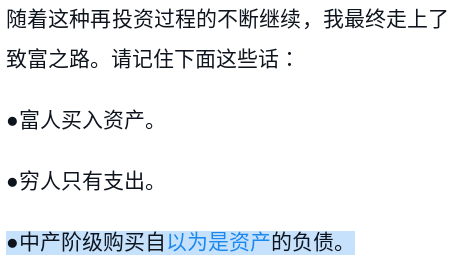 随着这种再投资过程的不断继续，我最终走上了
致富之路。请记住下面这些话：
●富人买入资产。
●穷人只有支出。
●中产阶级购买自以为是资产的负债。